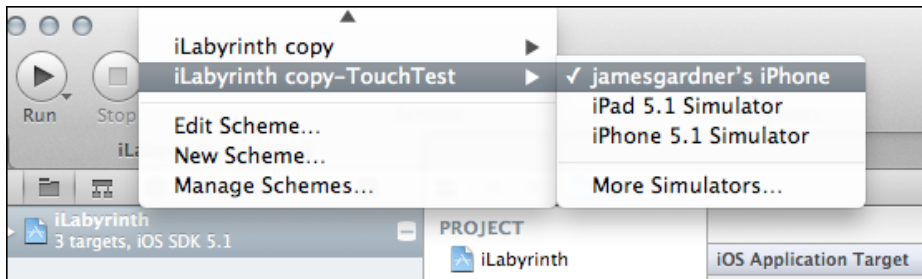 iLabyrinth copy
iLabyrinth copy-TouchTest
✓ jamesgardner's iPhone
iPad 5.1 Simulator
iPhone 5.1 Simulator
More Simulators...
Edit Scheme...
New Scheme...
Manage Schemes...
Run
Stop
iLa
iLabyrinth
3 targets, iOS SDK 5.1
PROJECT
iLabyrinth
iOS Application Target